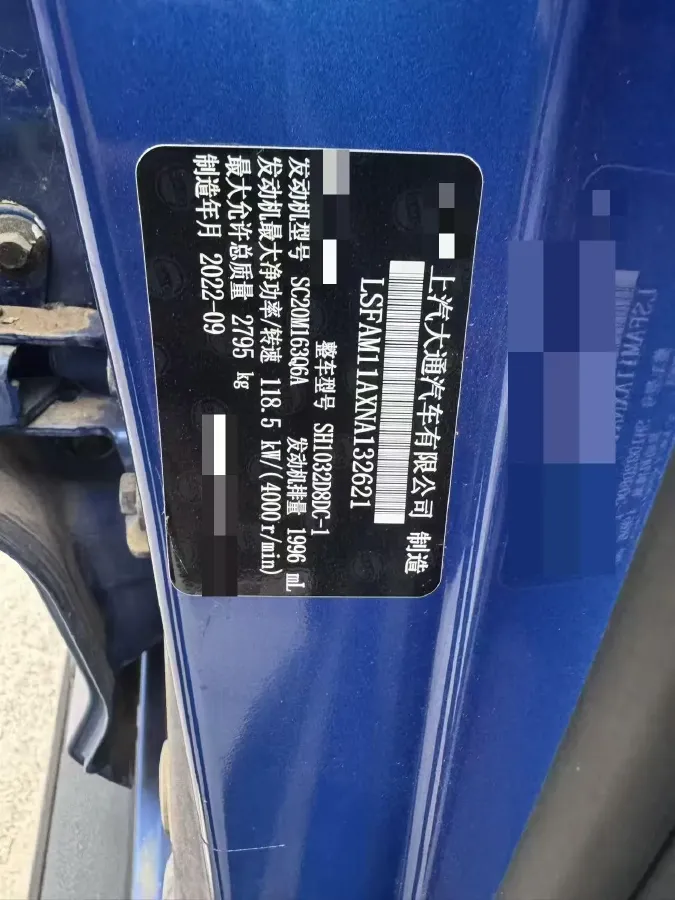 上汽大通汽车有限公司 制造
LSFAM11AXNA132621
整车型号 SH1032D8DC-1
发动机型号 SC20M163Q6A 发动机排量 1996 mL
发动机最大净功率/转速 118.5 kW/(4000r/min)
最大允许总质量 2795 kg
制造年月 2022-09